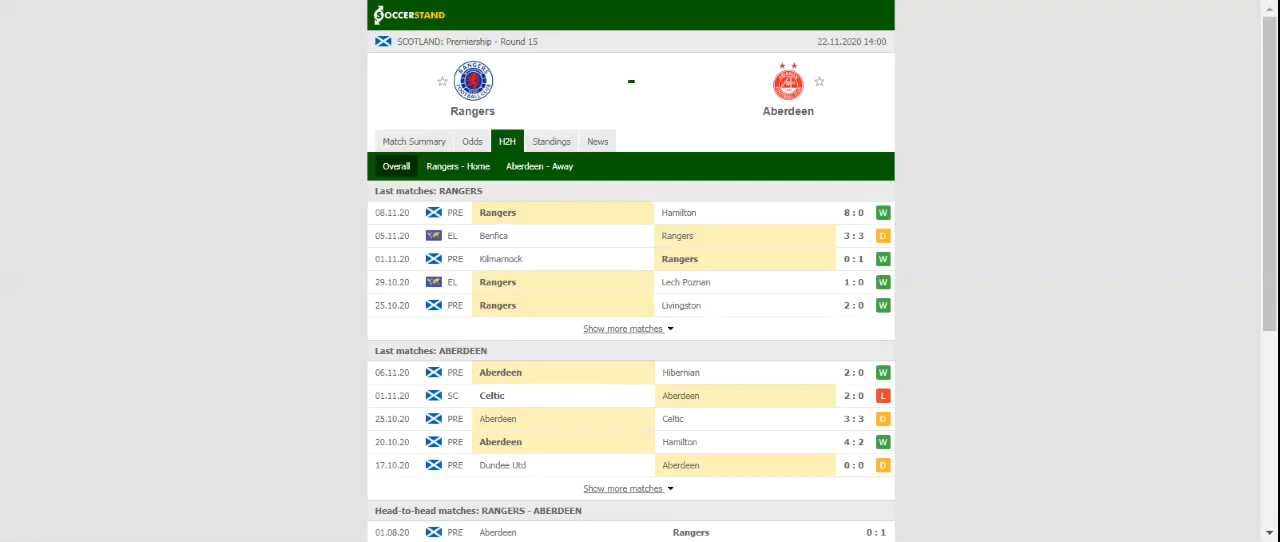 SOCCERSTAND
SCOTLAND: Premiership - Round 15 22.11.2020 14:00
-
Rangers Aberdeen
Match Summary Odds H2H Standings News
Overall Rangers - Home Aberdeen - Away
Last matches: RANGERS
08.11.20 PRE Rangers Hamilton 8 : 0 W
05.11.20 EL Benfica Rangers 3 : 3 D
01.11.20 PRE Kilmarnock Rangers 0 : 1 W
29.10.20 EL Rangers Lech Poznan 1 : 0 W
25.10.20 PRE Rangers Livingston 2 : 0 W
Show more matches
Last matches: ABERDEEN
06.11.20 PRE Aberdeen Hibernian 2 : 0 W
01.11.20 SC Celtic Aberdeen 2 : 0 L
25.10.20 PRE Aberdeen Celtic 3 : 3 D
20.10.20 PRE Aberdeen Hamilton 4 : 2 W
17.10.20 PRE Dundee Utd Aberdeen 0 : 0 D
Show more matches
Head-to-head matches: RANGERS - ABERDEEN
01.08.20 PRE Aberdeen Rangers 0 : 1